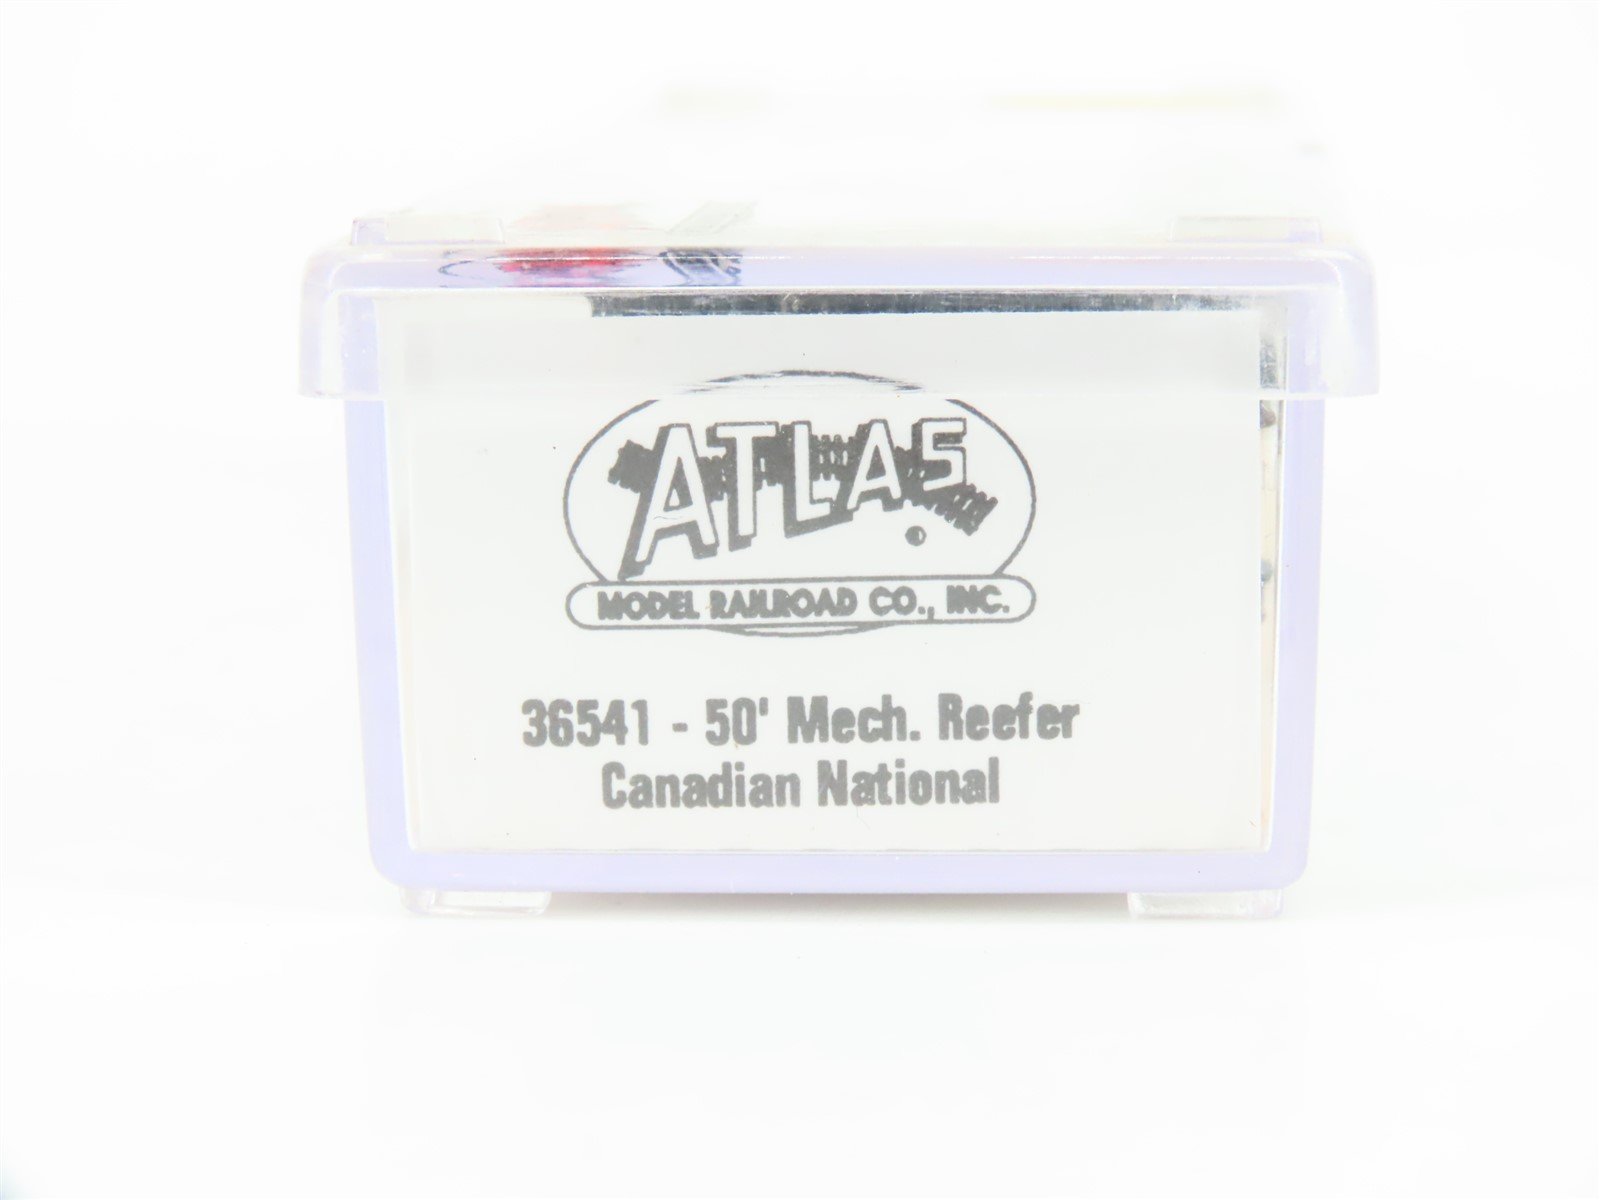 ATLAS
MODEL RAILROAD CO., INC.
36541 - 50' Mech. Reefer
Canadian National